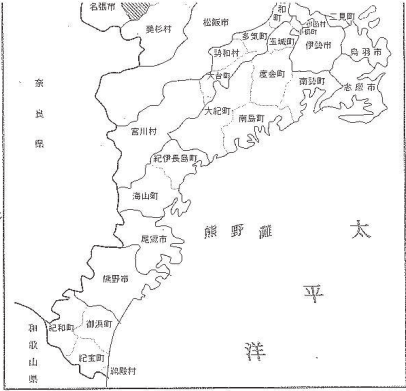 名張市
美杉村
松阪市
明和町
多気町
玉城町
勢和村
伊勢市
二見町
鳥羽市
大台町
度会町
南勢町
志摩市
奈良県
宮川村
大紀町
南島町
紀伊長島町
海山町
尾鷲市
熊野灘
太平洋
熊野市
紀和町
御浜町
紀宝町
鵜殿村
和歌山県